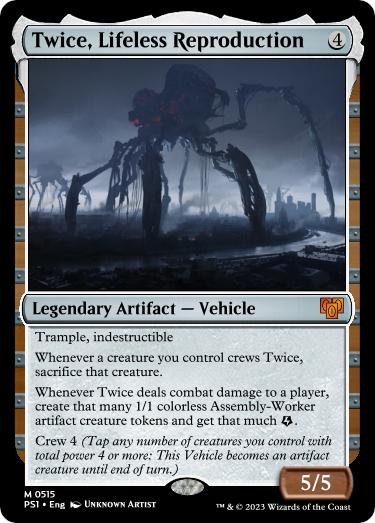 Twice, Lifeless Reproduction 4
Legendary Artifact — Vehicle
Trample, indestructible
Whenever a creature you control crews Twice,
sacrifice that creature.
Whenever Twice deals combat damage to a player,
create that many 1/1 colorless Assembly-Worker
artifact creature tokens and get that much
Crew 4 (Tap any number of creatures you control with
total power 4 or more: This Vehicle becomes an artifact
creature until end of turn.)
5/5
M 0515
PS1 • Eng Unknown Artist
™ & © 2023 Wizards of the Coast